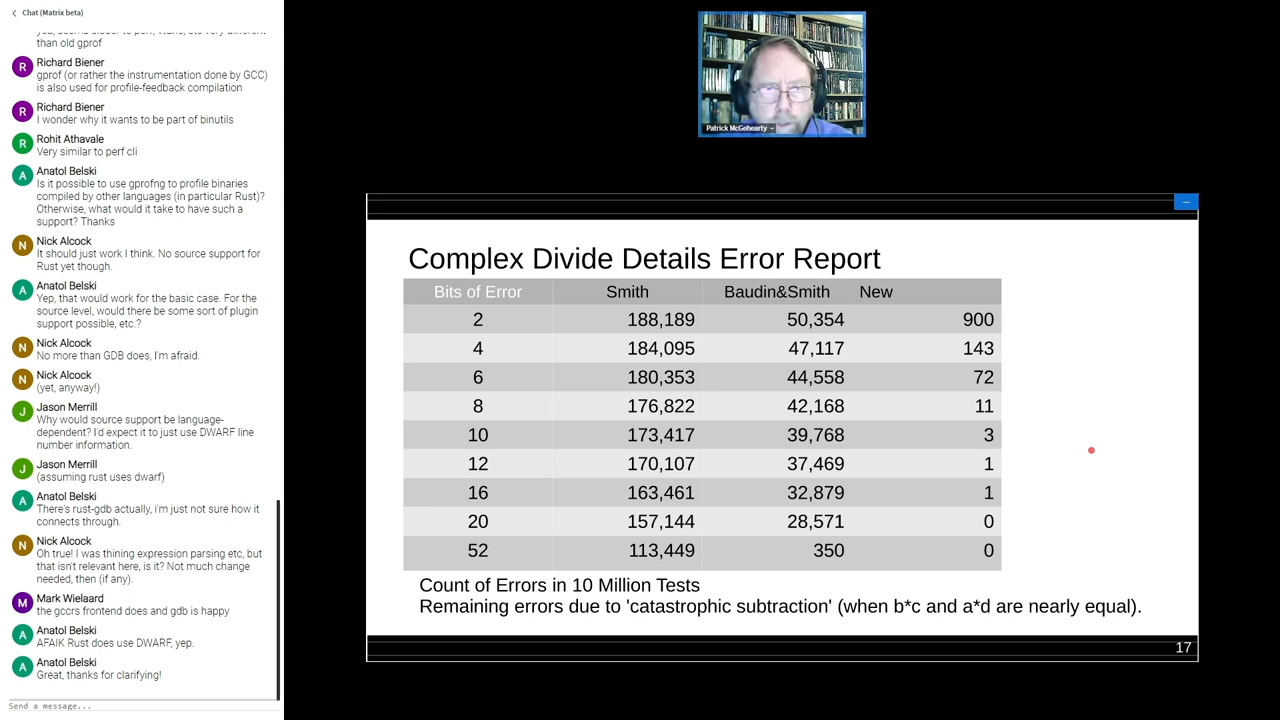 Chat (Matrix beta)
than old gprof
Richard Biener
gprof (or rather the instrumentation done by GCC)
is also used for profile-feedback compilation
Richard Biener
I wonder why it wants to be part of binutils
Rohit Athavale
Very similar to perf cli
Anatol Belski
Is it possible to use gprofng to profile binaries
compiled by other languages (in particular Rust)?
Otherwise, what would it take to have such a
support? Thanks
Nick Alcock
It should just work I think. No source support for
Rust yet though.
Anatol Belski
Yep, that would work for the basic case. For the
source level, would there be some sort of plugin
support possible, etc.?
Nick Alcock
No more than GDB does, I'm afraid.
Nick Alcock
(yet, anyway!)
Jason Merrill
Why would source support be language-
dependent? I'd expect it to just use DWARF line
number information.
Jason Merrill
(assuming rust uses dwarf)
Anatol Belski
There's rust-gdb actually, i'm just not sure how it
connects through.
Nick Alcock
Oh true! I was thining expression parsing etc, but
that isn't relevant here, is it? Not much change
needed, then (if any).
Mark Wielaard
the gccrs frontend does and gdb is happy
Anatol Belski
AFAIK Rust does use DWARF, yep.
Anatol Belski
Great, thanks for clarifying!
Send a message...
Patrick McGehearty
Complex Divide Details Error Report
Bits of Error Smith Baudin&Smith New
2 188,189 50,354 900
4 184,095 47,117 143
6 180,353 44,558 72
8 176,822 42,168 11
10 173,417 39,768 3
12 170,107 37,469 1
16 163,461 32,879 1
20 157,144 28,571 0
52 113,449 350 0
Count of Errors in 10 Million Tests
Remaining errors due to 'catastrophic subtraction' (when b*c and a*d are nearly equal).
17